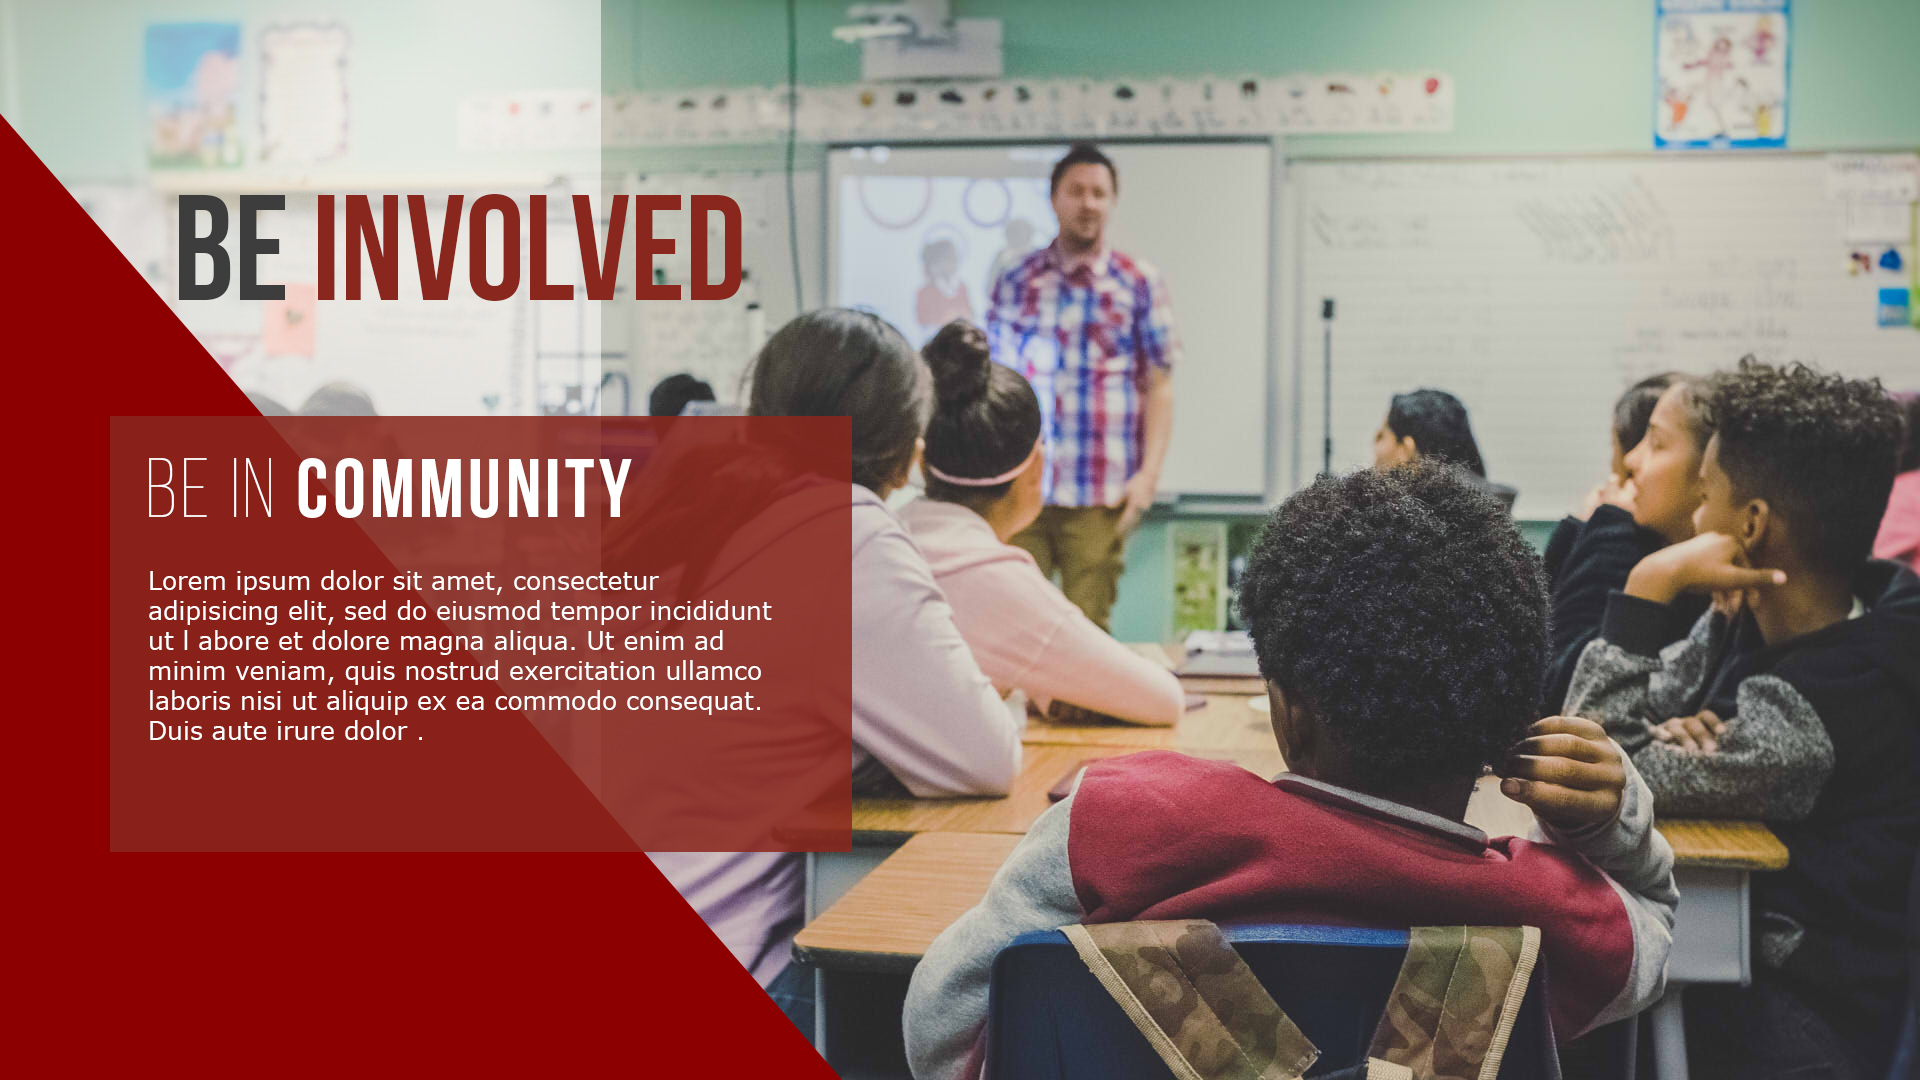 BE INVOLVED
BE IN COMMUNITY
Lorem ipsum dolor sit amet, consectetur
adipisicing elit, sed do eiusmod tempor incididunt
ut l abore et dolore magna aliqua. Ut enim ad
minim veniam, quis nostrud exercitation ullamco
laboris nisi ut aliquip ex ea commodo consequat.
Duis aute irure dolor .